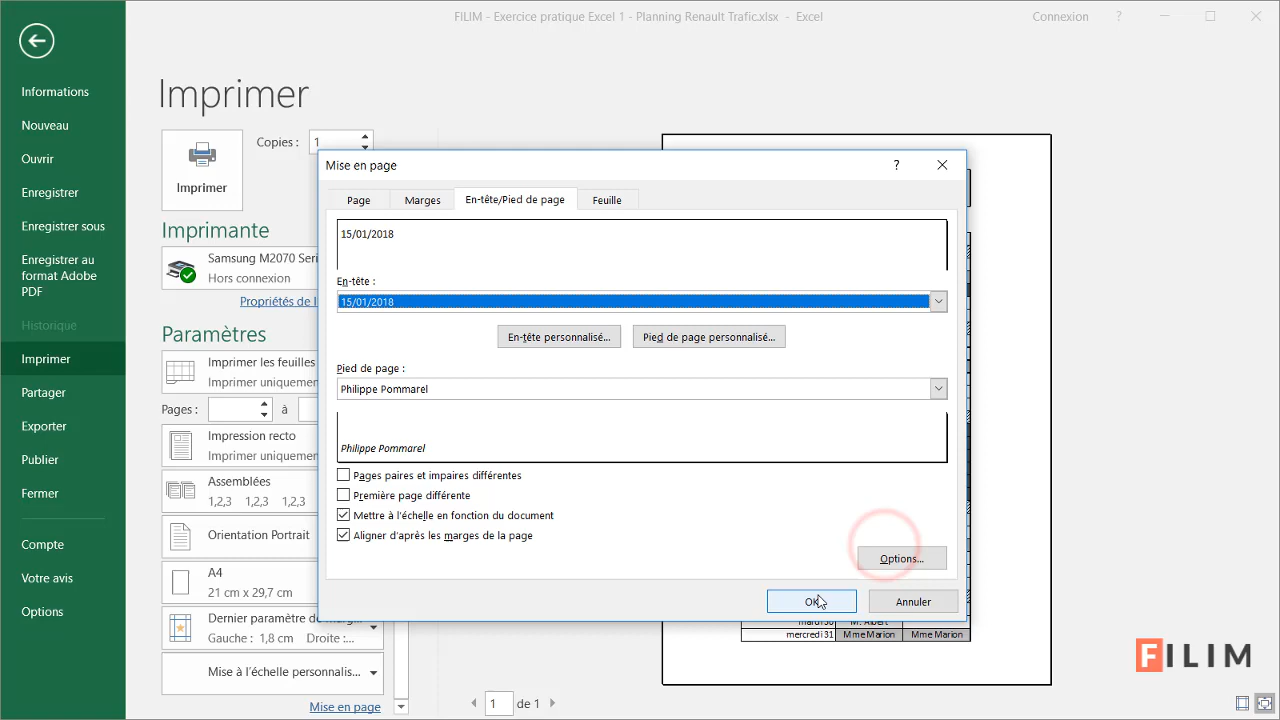 FILIM - Exercice pratique Excel 1 - Planning Renault Trafic.xlsx - Excel
Connexion
?
Informations
Nouveau
Ouvrir
Enregistrer
Enregistrer sous
Enregistrer au
format Adobe
PDF
Historique
Imprimer
Partager
Exporter
Publier
Fermer
Compte
Votre avis
Options
Imprimer
Copies : 1
Imprimer
Imprimante
Samsung M2070 Seri
Hors connexion
Propriétés de l
Paramètres
Imprimer les feuilles
Imprimer uniquemen
Pages : à
Impression recto
Imprimer uniquemen
Assemblées
1,2,3 1,2,3 1,2,3
Orientation Portrait
A4
21 cm x 29,7 cm
Dernier paramètre de marg
Gauche : 1,8 cm Droite :...
Mise à l'échelle personnalis...
Mise en page
Mise en page
?
Page
Marges
En-tête/Pied de page
Feuille
15/01/2018
En-tête :
15/01/2018
En-tête personnalisé...
Pied de page personnalisé...
Pied de page :
Philippe Pommarel
Philippe Pommarel
Pages paires et impaires différentes
Première page différente
Mettre à l'échelle en fonction du document
Aligner d'après les marges de la page
Options...
OK
Annuler
mardi 30 M. Albert
mercredi 31 Mme Marion Mme Marion
1 de 1
FILIM